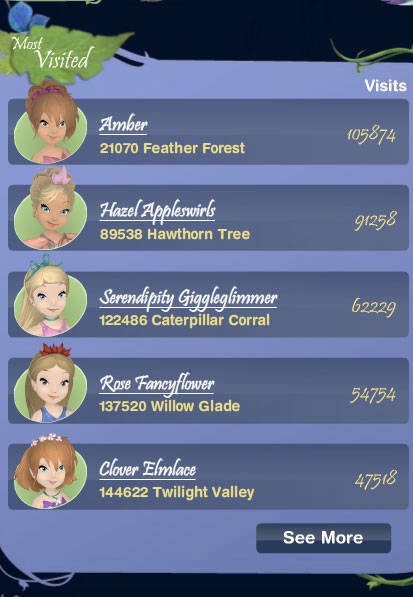 Most
Visited
Visits
Amber
105874
21070 Feather Forest
Hazel Appleswirls
91258
89538 Hawthorn Tree
Serendipity Giggleglimmer
62229
122486 Caterpillar Corral
Rose Fancyflower
54754
137520 Willow Glade
Clover Elmlace
47518
144622 Twilight Valley
See More